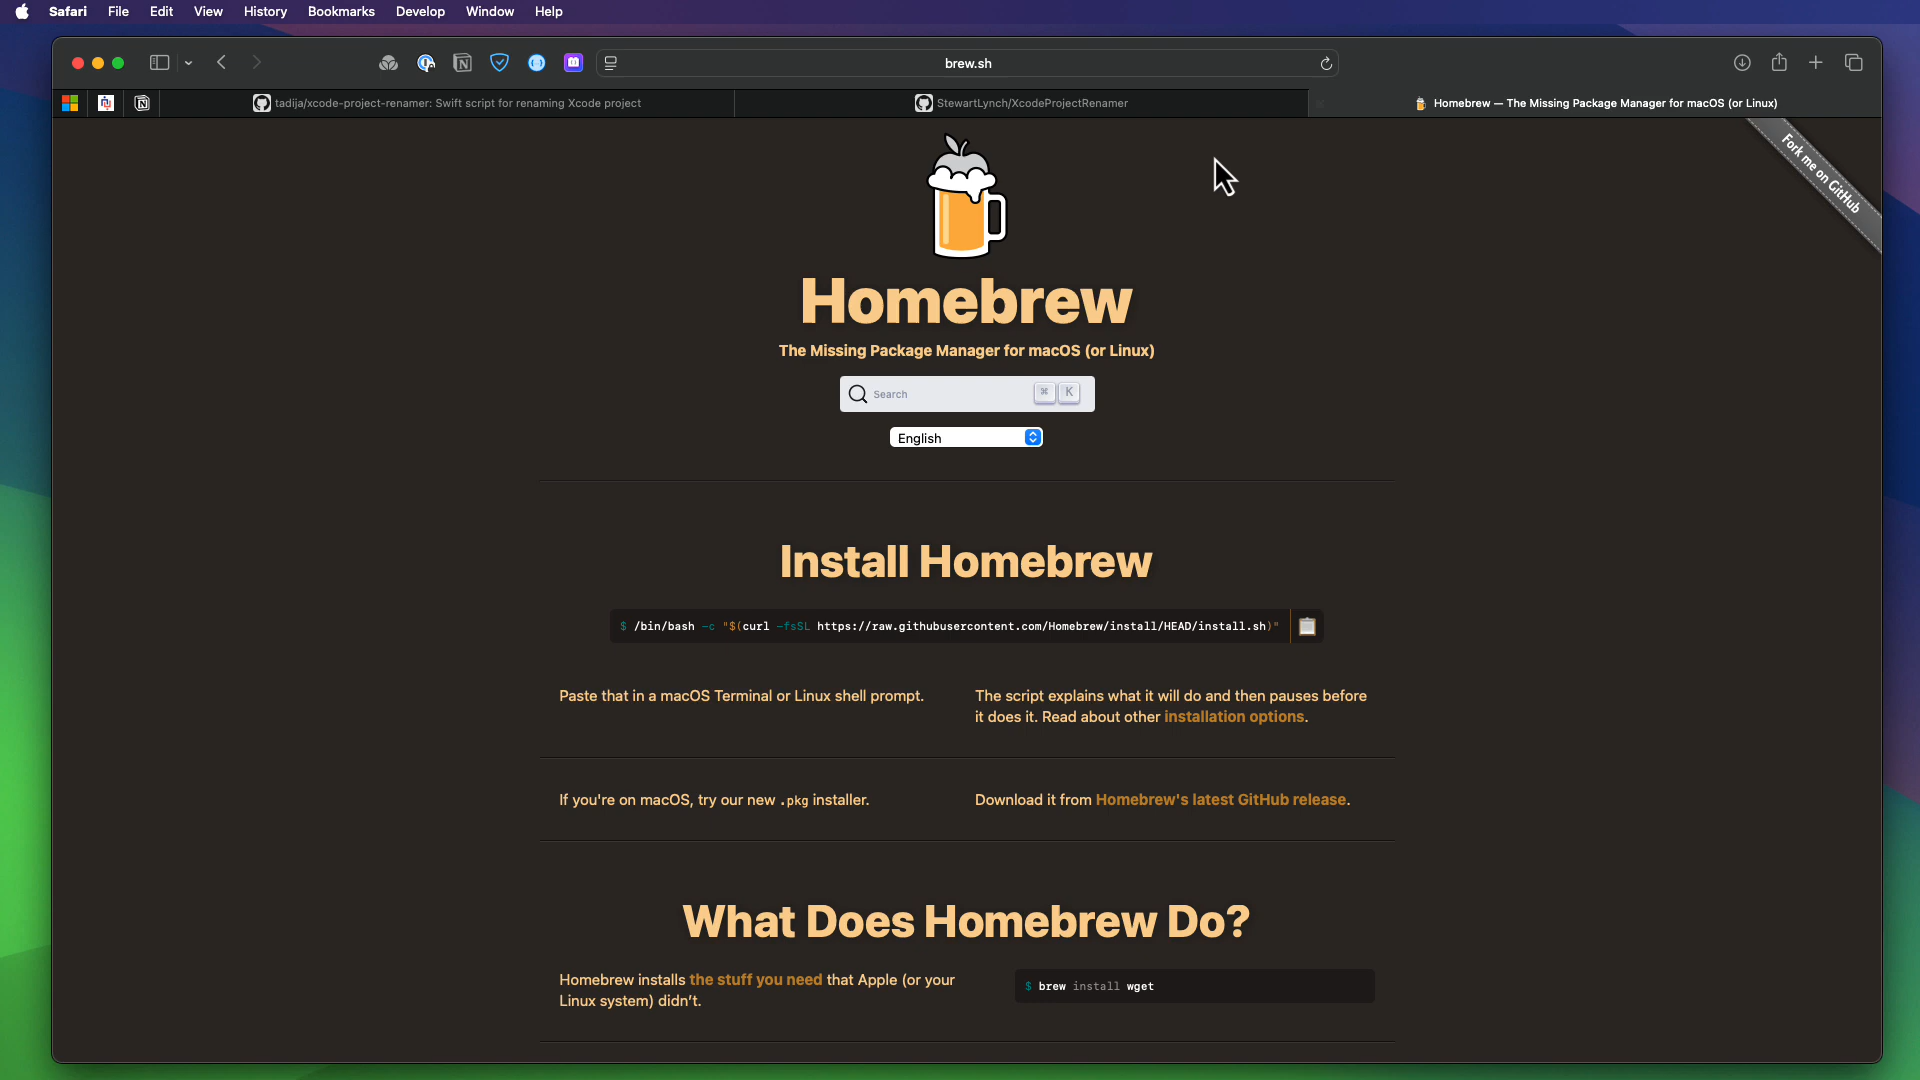 Safari File Edit View History Bookmarks Develop Window Help
brew.sh
tadija/xcode-project-renamer: Swift script for renaming Xcode project
StewartLynch/XcodeProjectRenamer
Homebrew — The Missing Package Manager for macOS (or Linux)
Fork me on GitHub
Homebrew
The Missing Package Manager for macOS (or Linux)
Search ⌘ K
English
Install Homebrew
$ /bin/bash -c "$(curl -fsSL https://raw.githubusercontent.com/Homebrew/install/HEAD/install.sh)"
Paste that in a macOS Terminal or Linux shell prompt.
The script explains what it will do and then pauses before
it does it. Read about other installation options.
If you're on macOS, try our new .pkg installer.
Download it from Homebrew's latest GitHub release.
What Does Homebrew Do?
Homebrew installs the stuff you need that Apple (or your
Linux system) didn't.
$ brew install wget